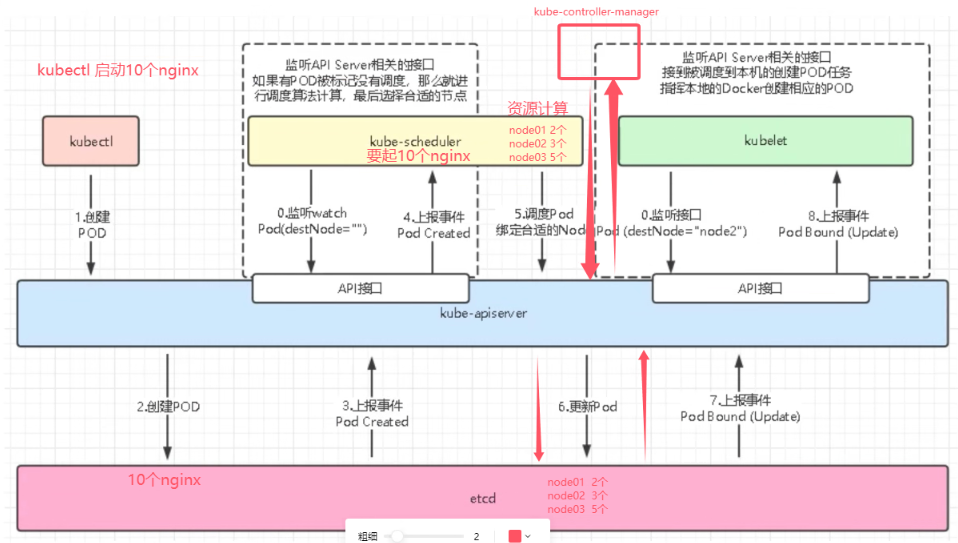 kube-controller-manager
kubectl 启动10个nginx
监听API Server相关的接口
如果有POD被标记没有调度，那么就进
行调度算法计算，最后选择合适的节点
监听API Server相关的接口
接到被调度到本机的创建POD任务
指挥本地的Docker创建相应的POD
资源计算
node01 2个
node02 3个
node03 5个
kubectl
kube-scheduler
要起10个nginx
kubelet
1.创建
POD
0.监听watch
Pod(destNode="")
4.上报事件
Pod Created
5.调度Pod
绑定合适的Node
0.监听接口
Pod (destNode="node2")
8.上报事件
Pod Bound (Update)
API接口
API接口
kube-apiserver
2.创建POD
3.上报事件
Pod Created
6.更新Pod
7.上报事件
Pod Bound (Update)
10个nginx
etcd
node01 2个
node02 3个
node03 5个
粗细
2